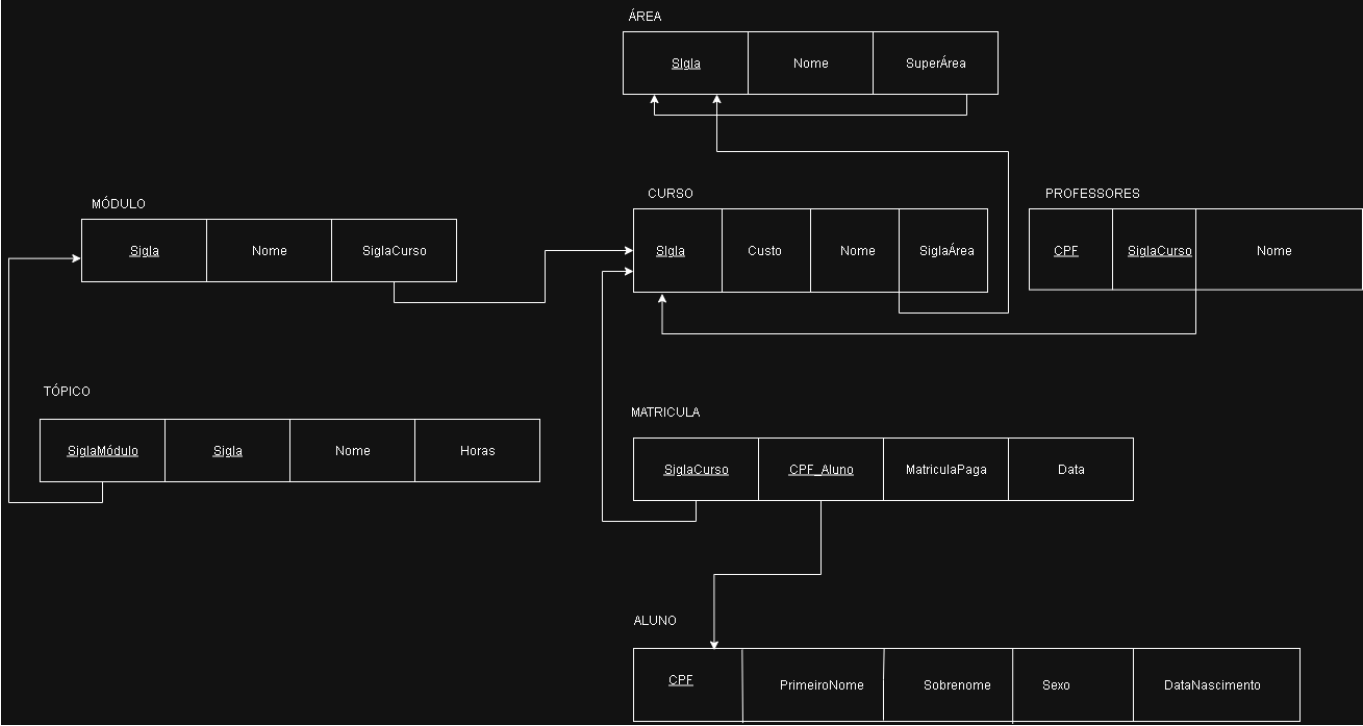 ÁREA
SIgla Nome SuperÁrea
MÓDULO
Sigla Nome SiglaCurso
CURSO
SIgla Custo Nome SiglaÁrea
PROFESSORES
CPF SiglaCurso Nome
TÓPICO
SiglaMódulo Sigla Nome Horas
MATRICULA
SiglaCurso CPF_Aluno MatriculaPaga Data
ALUNO
CPF PrimeiroNome Sobrenome Sexo DataNascimento